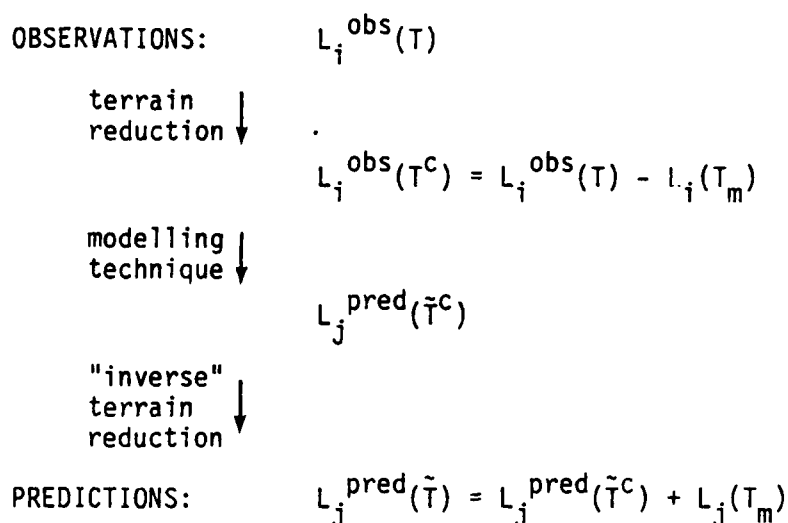 OBSERVATIONS: L_i^obs(T)
terrain
reduction
L_i^obs(T^c) = L_i^obs(T) - L_i(T_m)
modelling
technique
L_j^pred(T̃^c)
"inverse"
terrain
reduction
PREDICTIONS: L_j^pred(T̃) = L_j^pred(T̃^c) + L_j(T_m)